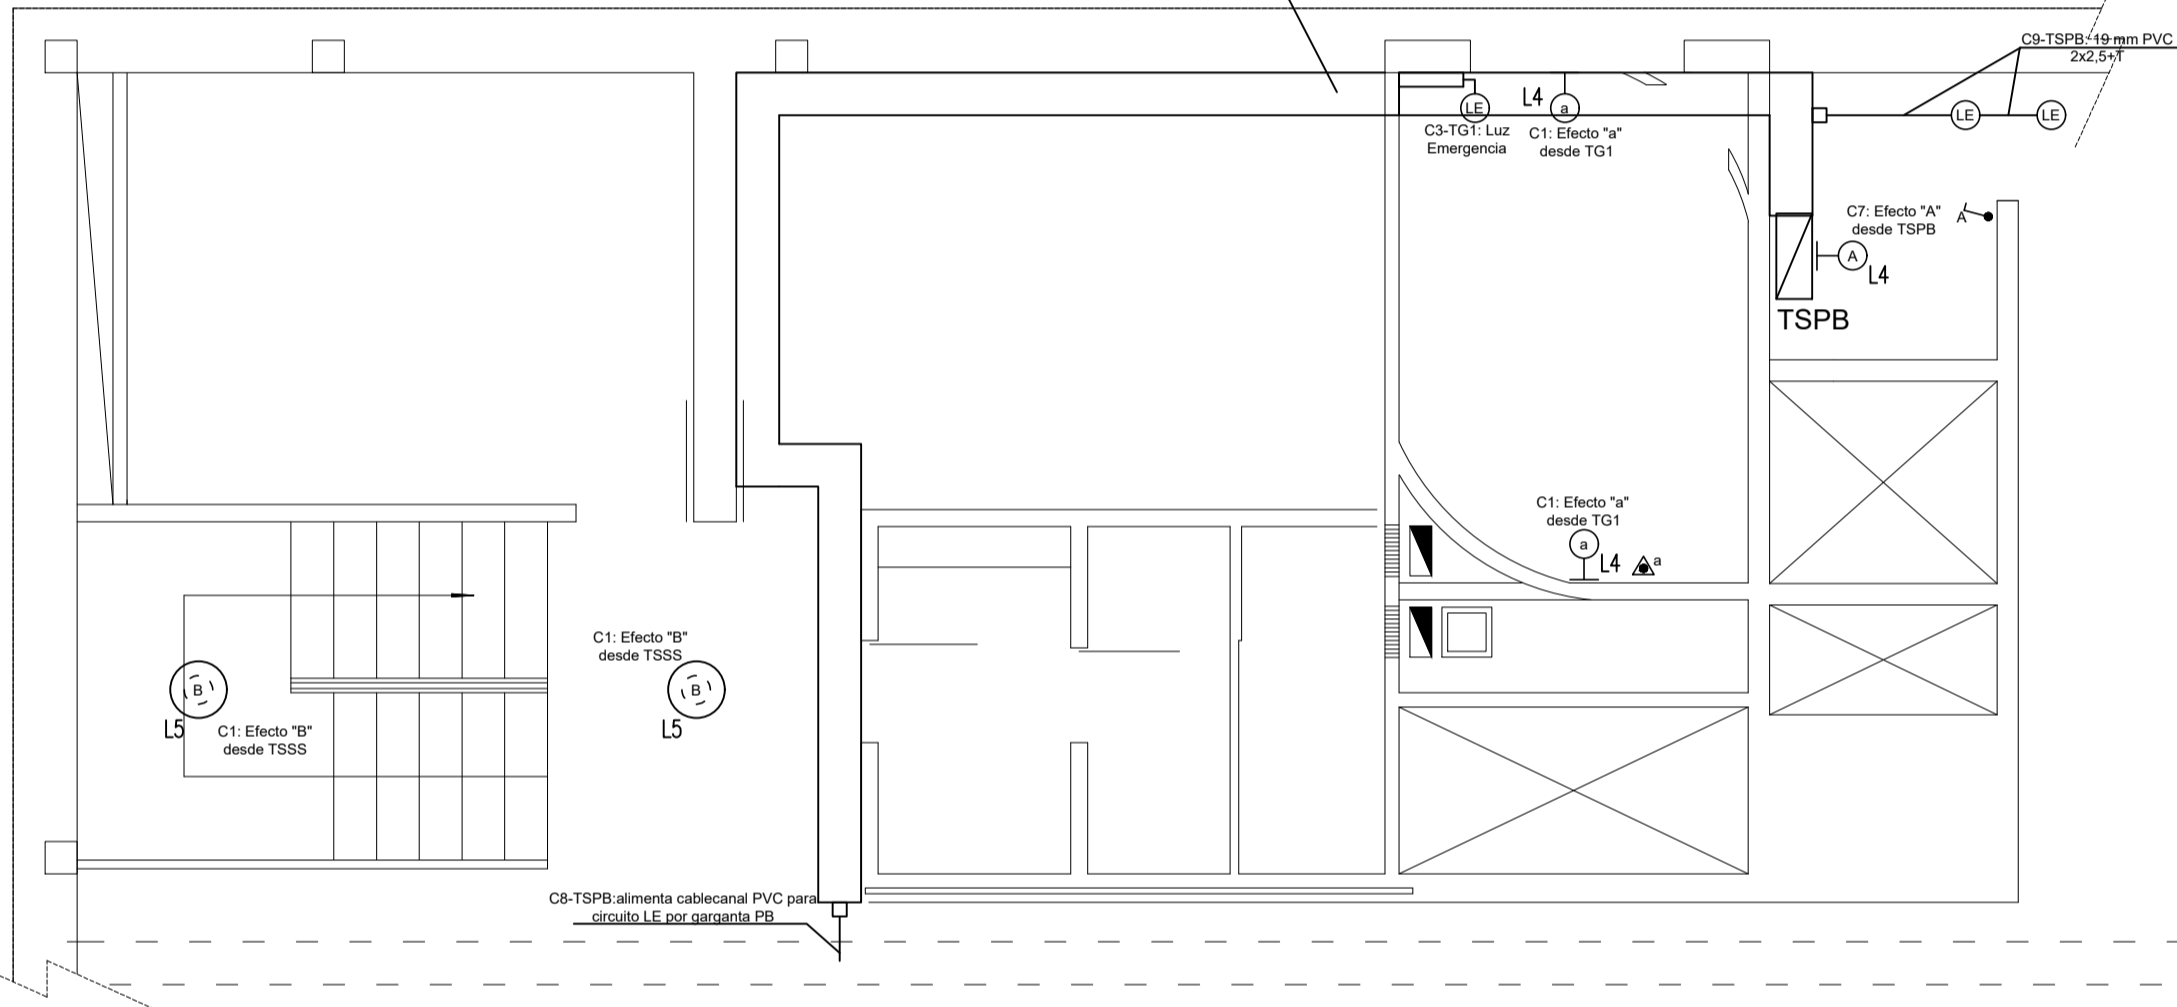 C9-TSPB: 19 mm PVC
2x2,5+T
LE
L4
a
LE
LE
C3-TG1: Luz
Emergencia
C1: Efecto "a"
desde TG1
C7: Efecto "A"
desde TSPB
A
A
L4
TSPB
C1: Efecto "a"
desde TG1
a
L4
a
C1: Efecto "B"
desde TSSS
B
L5
C1: Efecto "B"
desde TSSS
B
L5
C8-TSPB:alimenta cablecanal PVC para
circuito LE por garganta PB